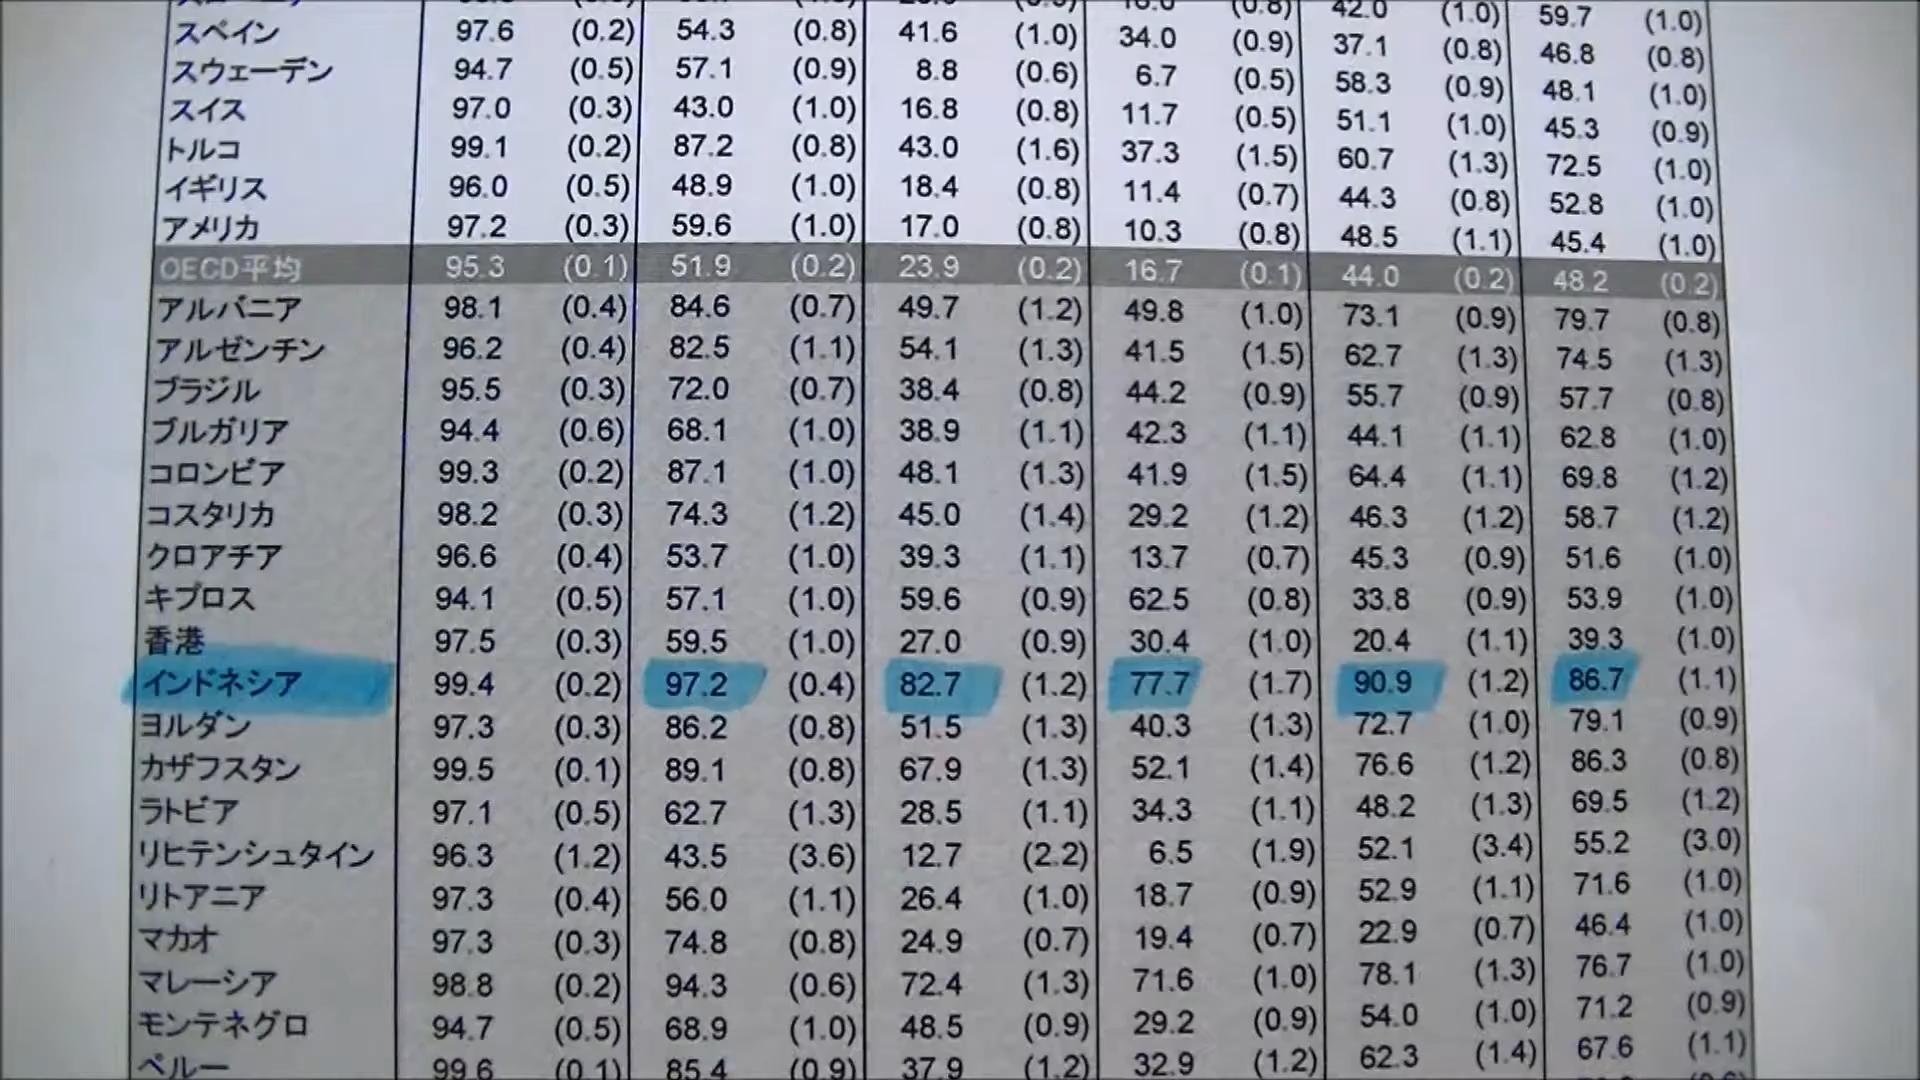 スペイン 97.6 (0.2) 54.3 (0.8) 41.6 (1.0) 34.0 (0.9) 37.1 (0.8) 46.8 (0.8)
スウェーデン 94.7 (0.5) 57.1 (0.9) 8.8 (0.6) 6.7 (0.5) 58.3 (0.9) 48.1 (1.0)
スイス 97.0 (0.3) 43.0 (1.0) 16.8 (0.8) 11.7 (0.5) 51.1 (1.0) 45.3 (0.9)
トルコ 99.1 (0.2) 87.2 (0.8) 43.0 (1.6) 37.3 (1.5) 60.7 (1.3) 72.5 (1.0)
イギリス 96.0 (0.5) 48.9 (1.0) 18.4 (0.8) 11.4 (0.7) 44.3 (0.8) 52.8 (1.0)
アメリカ 97.2 (0.3) 59.6 (1.0) 17.0 (0.8) 10.3 (0.8) 48.5 (1.1) 45.4 (1.0)
OECD平均 95.3 (0.1) 51.9 (0.2) 23.9 (0.2) 16.7 (0.1) 44.0 (0.2) 48.2 (0.2)
アルバニア 98.1 (0.4) 84.6 (0.7) 49.7 (1.2) 49.8 (1.0) 73.1 (0.9) 79.7 (0.8)
アルゼンチン 96.2 (0.4) 82.5 (1.1) 54.1 (1.3) 41.5 (1.5) 62.7 (1.3) 74.5 (1.3)
ブラジル 95.5 (0.3) 72.0 (0.7) 38.4 (0.8) 44.2 (0.9) 55.7 (0.9) 57.7 (0.8)
ブルガリア 94.4 (0.6) 68.1 (1.0) 38.9 (1.1) 42.3 (1.1) 44.1 (1.1) 62.8 (1.0)
コロンビア 99.3 (0.2) 87.1 (1.0) 48.1 (1.3) 41.9 (1.5) 64.4 (1.1) 69.8 (1.2)
コスタリカ 98.2 (0.3) 74.3 (1.2) 45.0 (1.4) 29.2 (1.2) 46.3 (1.2) 58.7 (1.2)
クロアチア 96.6 (0.4) 53.7 (1.0) 39.3 (1.1) 13.7 (0.7) 45.3 (0.9) 51.6 (1.0)
キプロス 94.1 (0.5) 57.1 (1.0) 59.6 (0.9) 62.5 (0.8) 33.8 (0.9) 53.9 (1.0)
香港 97.5 (0.3) 59.5 (1.0) 27.0 (0.9) 30.4 (1.0) 20.4 (1.1) 39.3 (1.0)
インドネシア 99.4 (0.2) 97.2 (0.4) 82.7 (1.2) 77.7 (1.7) 90.9 (1.2) 86.7 (1.1)
ヨルダン 97.3 (0.3) 86.2 (0.8) 51.5 (1.3) 40.3 (1.3) 72.7 (1.0) 79.1 (0.9)
カザフスタン 99.5 (0.1) 89.1 (0.8) 67.9 (1.3) 52.1 (1.4) 76.6 (1.2) 86.3 (0.8)
ラトビア 97.1 (0.5) 62.7 (1.3) 28.5 (1.1) 34.3 (1.1) 48.2 (1.3) 69.5 (1.2)
リヒテンシュタイン 96.3 (1.2) 43.5 (3.6) 12.7 (2.2) 6.5 (1.9) 52.1 (3.4) 55.2 (3.0)
リトアニア 97.3 (0.4) 56.0 (1.1) 26.4 (1.0) 18.7 (0.9) 52.9 (1.1) 71.6 (1.0)
マカオ 97.3 (0.3) 74.8 (0.8) 24.9 (0.7) 19.4 (0.7) 22.9 (0.7) 46.4 (1.0)
マレーシア 98.8 (0.2) 94.3 (0.6) 72.4 (1.3) 71.6 (1.0) 78.1 (1.3) 76.7 (1.0)
モンテネグロ 94.7 (0.5) 68.9 (1.0) 48.5 (0.9) 29.2 (0.9) 54.0 (1.0) 71.2 (0.9)
ペルー 99.6 (0.1) 85.4 (0.9) 37.9 (1.2) 32.9 (1.2) 62.3 (1.4) 67.6 (1.1)